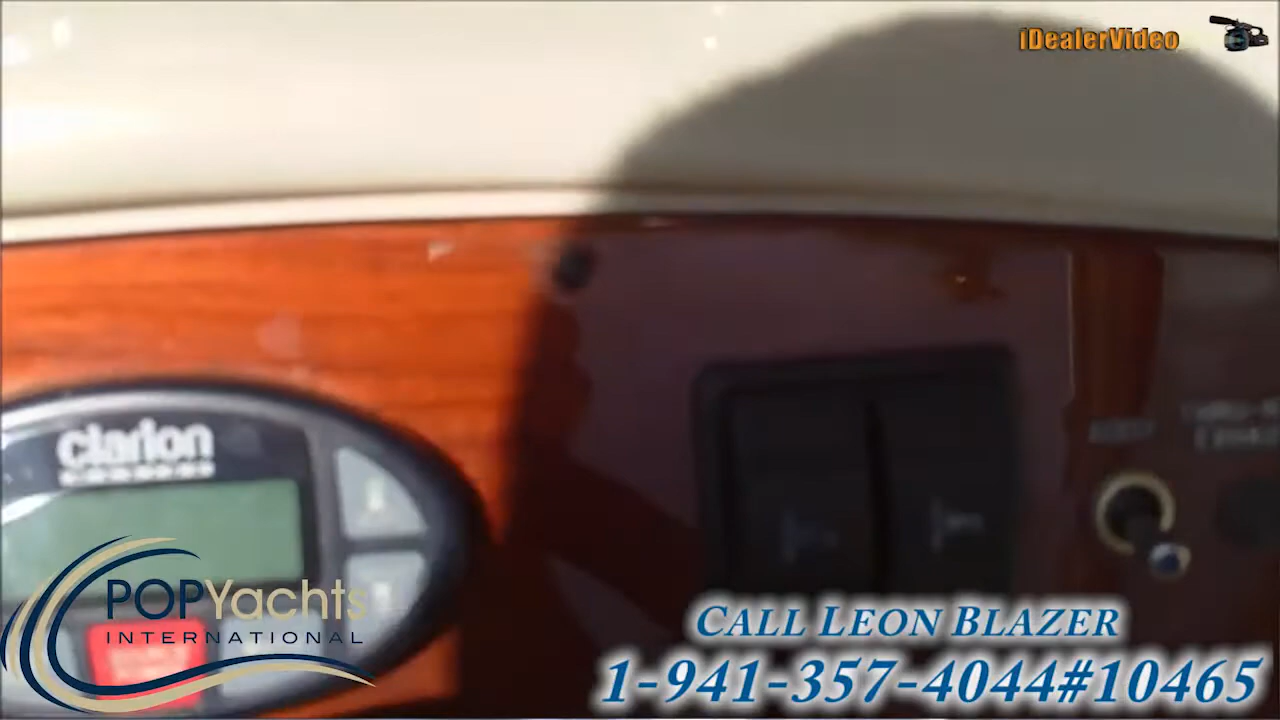 iDealerVideo
clarion
POPYachts
INTERNATIONAL
CALL LEON BLAZER
1-941-357-4044#10465